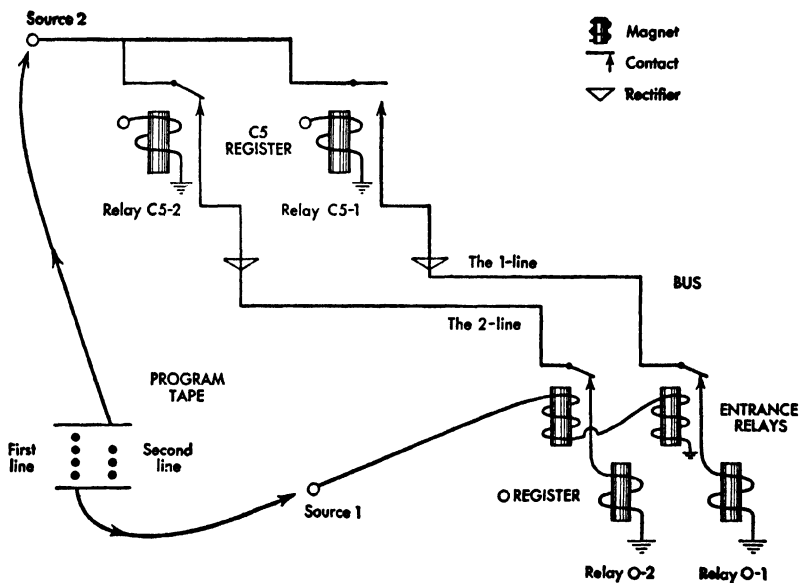 Source 2
Magnet
Contact
Rectifier
C5
REGISTER
Relay C5-2
Relay C5-1
The 1-line
BUS
The 2-line
PROGRAM
TAPE
First
line
Second
line
ENTRANCE
RELAYS
Source 1
O REGISTER
Relay O-2
Relay O-1